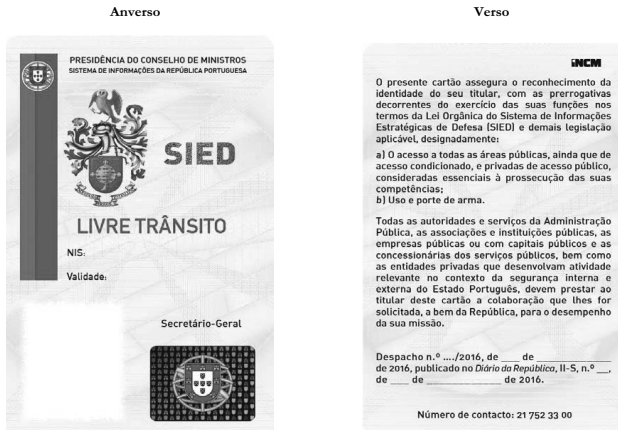 Anverso
PRESIDÊNCIA DO CONSELHO DE MINISTROS
SISTEMA DE INFORMAÇÕES DA REPÚBLICA PORTUGUESA
SIED
LIVRE TRÂNSITO
NIS:
Validade:
Secretário-Geral
Verso
INCM
O presente cartão assegura o reconhecimento da
identidade do seu titular, com as prerrogativas
decorrentes do exercício das suas funções nos
termos da Lei Orgânica do Sistema de Informações
Estratégicas de Defesa (SIED) e demais legislação
aplicável, designadamente:
a) O acesso a todas as áreas públicas, ainda que de
acesso condicionado, e privadas de acesso público,
consideradas essenciais à prossecução das suas
competências;
b) Uso e porte de arma.
Todas as autoridades e serviços da Administração
Pública, as associações e instituições públicas, as
empresas públicas ou com capitais públicos e as
concessionárias dos serviços públicos, bem como
as entidades privadas que desenvolvam atividade
relevante no contexto da segurança interna e
externa do Estado Português, devem prestar ao
titular deste cartão a colaboração que lhes for
solicitada, a bem da República, para o desempenho
da sua missão.
Despacho n.º ..../2016, de ___ de ____________
de 2016, publicado no Diário da República, II-S, n.º __,
de ___ de ____________ de 2016.
Número de contacto: 21 752 33 00